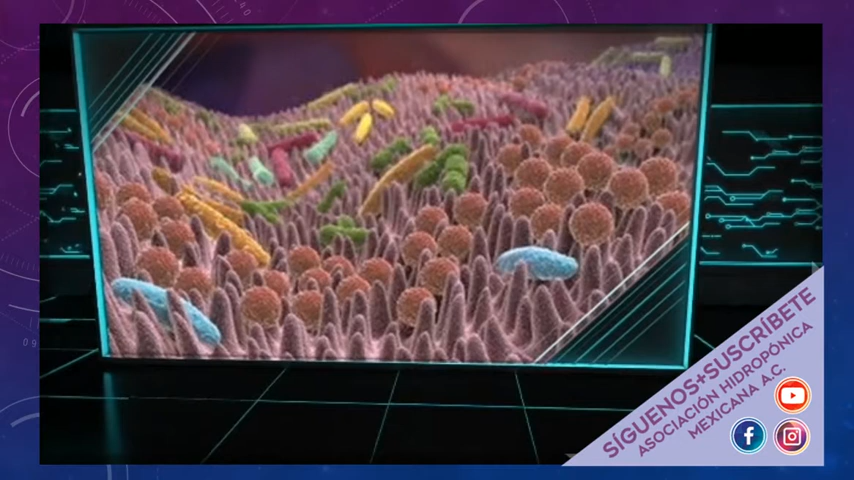 SÍGUENOS+SUSCRÍBETE
ASOCIACIÓN HIDROPÓNICA
MEXICANA A.C.